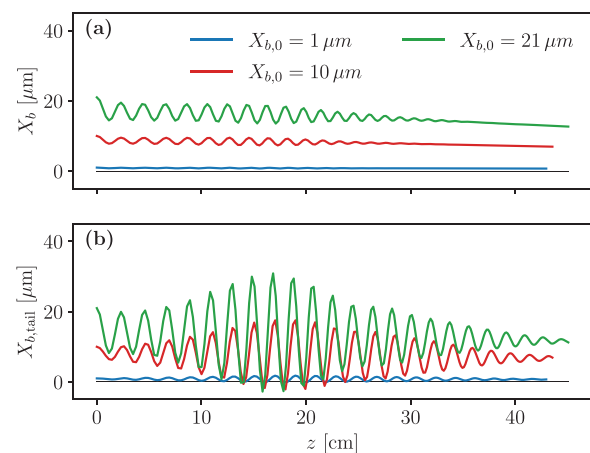 (a)
X_{b,0} = 1 μm
X_{b,0} = 21 μm
X_{b,0} = 10 μm
X_b [μm]
40
20
0
(b)
X_{b,tail} [μm]
40
20
0
0 10 20 30 40
z [cm]